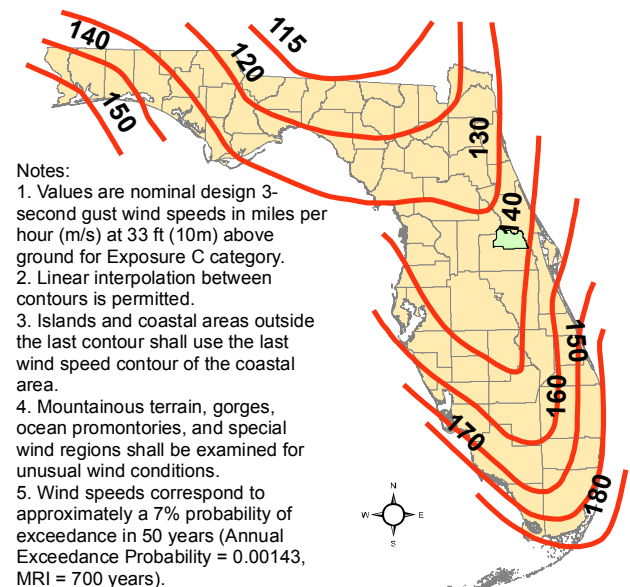 115
140
120
150
130
Notes:
1. Values are nominal design 3-
second gust wind speeds in miles per
hour (m/s) at 33 ft (10m) above
ground for Exposure C category.
2. Linear interpolation between
contours is permitted.
3. Islands and coastal areas outside
the last contour shall use the last
wind speed contour of the coastal
area.
4. Mountainous terrain, gorges,
ocean promontories, and special
wind regions shall be examined for
unusual wind conditions.
5. Wind speeds correspond to
approximately a 7% probability of
exceedance in 50 years (Annual
Exceedance Probability = 0.00143,
MRI = 700 years).
140
150
160
170
180
N
W E
S